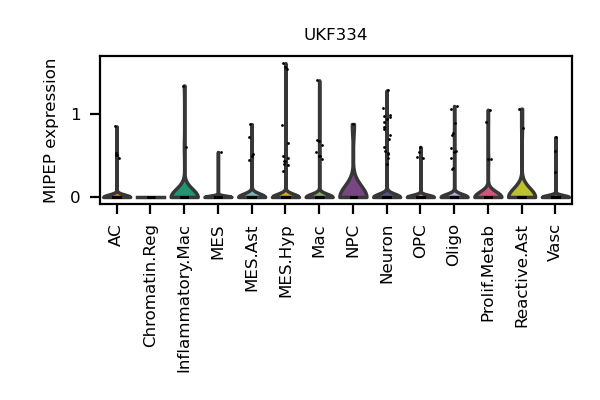 UKF334
MIPEP expression
1
0
AC
Chromatin.Reg
Inflammatory.Mac
MES
MES.Ast
MES.Hyp
Mac
NPC
Neuron
OPC
Oligo
Prolif.Metab
Reactive.Ast
Vasc